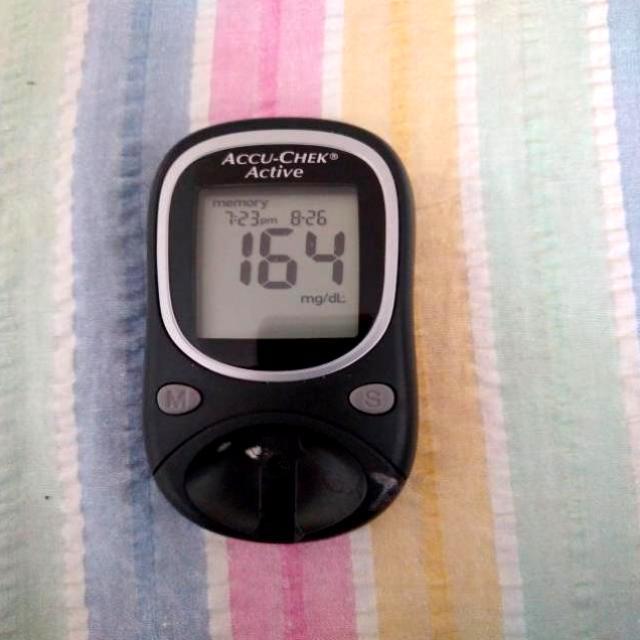 ACCU-CHEK®
Active
memory
7:23pm 8-26
164
mg/dL
M S